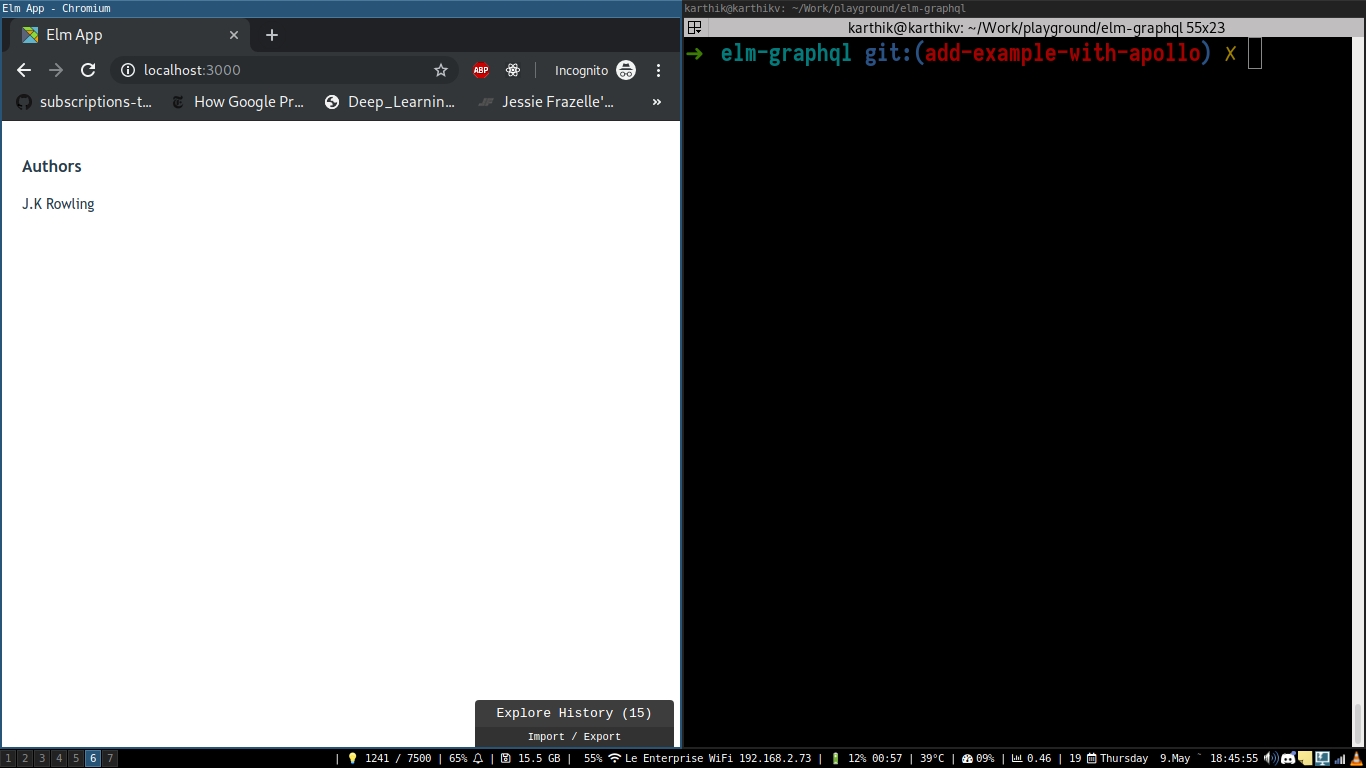 Elm App - Chromium
Elm App
localhost:3000
ABP
Incognito
subscriptions-t...
How Google Pr...
Deep_Learnin...
Jessie Frazelle'...
»
Authors
J.K Rowling
Explore History (15)
Import / Export
karthik@karthikv: ~/Work/playground/elm-graphql
karthik@karthikv: ~/Work/playground/elm-graphql 55x23
➜ elm-graphql git:(add-example-with-apollo) ✗
1 2 3 4 5 6 7
| 1241 / 7500 | 65% | 15.5 GB | 55% Le Enterprise WiFi 192.168.2.73 | 12% 00:57 | 39°C | 09% | 0.46 | 19 Thursday 9.May ` 18:45:55